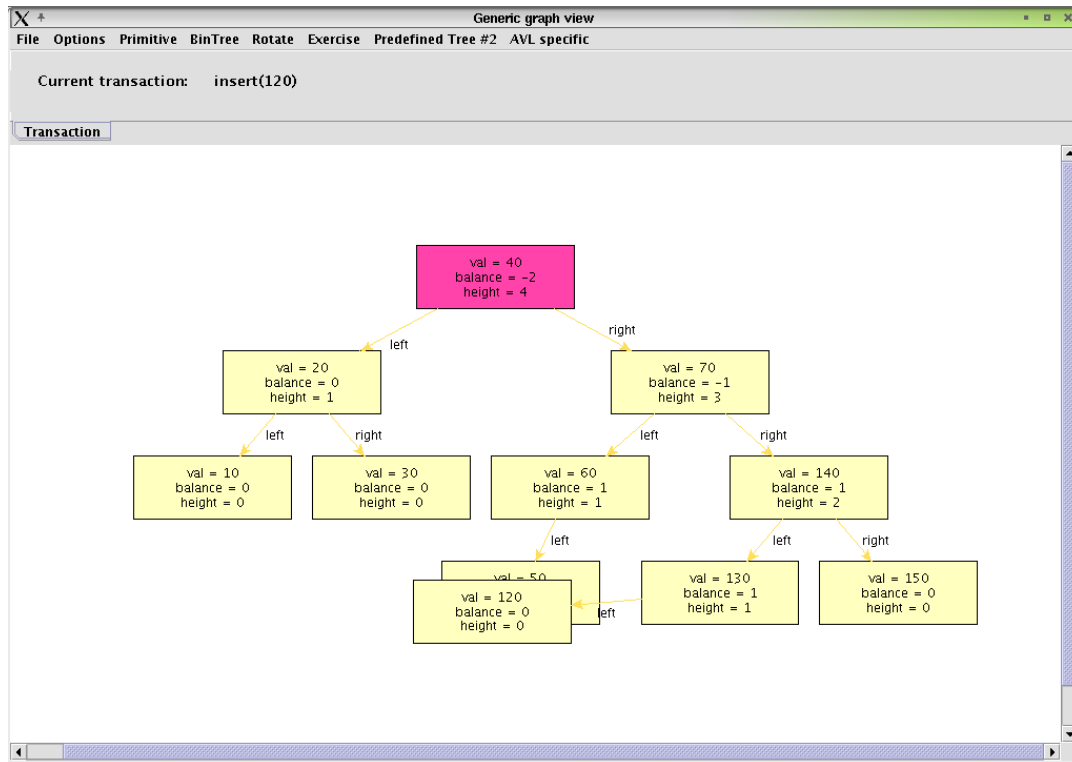 Generic graph view
File Options Primitive BinTree Rotate Exercise Predefined Tree #2 AVL specific
Current transaction: insert(120)
Transaction
val = 40
balance = -2
height = 4
left
right
val = 20
balance = 0
height = 1
val = 70
balance = -1
height = 3
left
right
left
right
val = 10
balance = 0
height = 0
val = 30
balance = 0
height = 0
val = 60
balance = 1
height = 1
val = 140
balance = 1
height = 2
left
left
right
val = 50
val = 120
balance = 0
height = 0
left
val = 130
balance = 1
height = 1
val = 150
balance = 0
height = 0